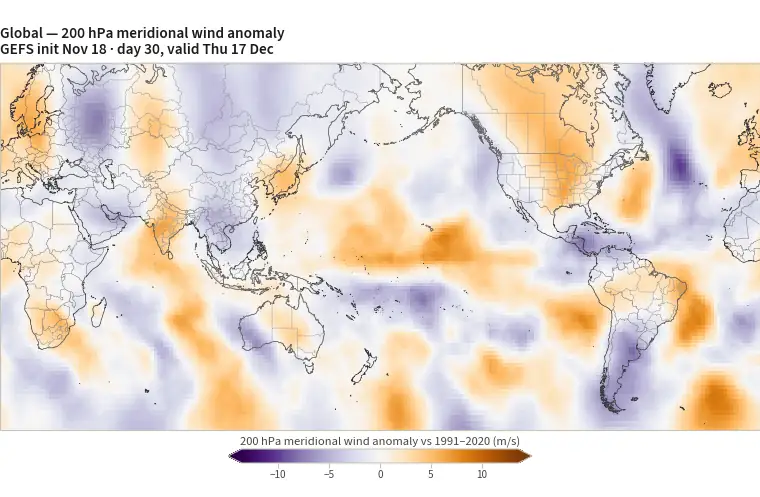 Global — 200 hPa meridional wind anomaly
GEFS init Nov 18 · day 30, valid Thu 17 Dec
200 hPa meridional wind anomaly vs 1991–2020 (m/s)
−10 −5 0 5 10